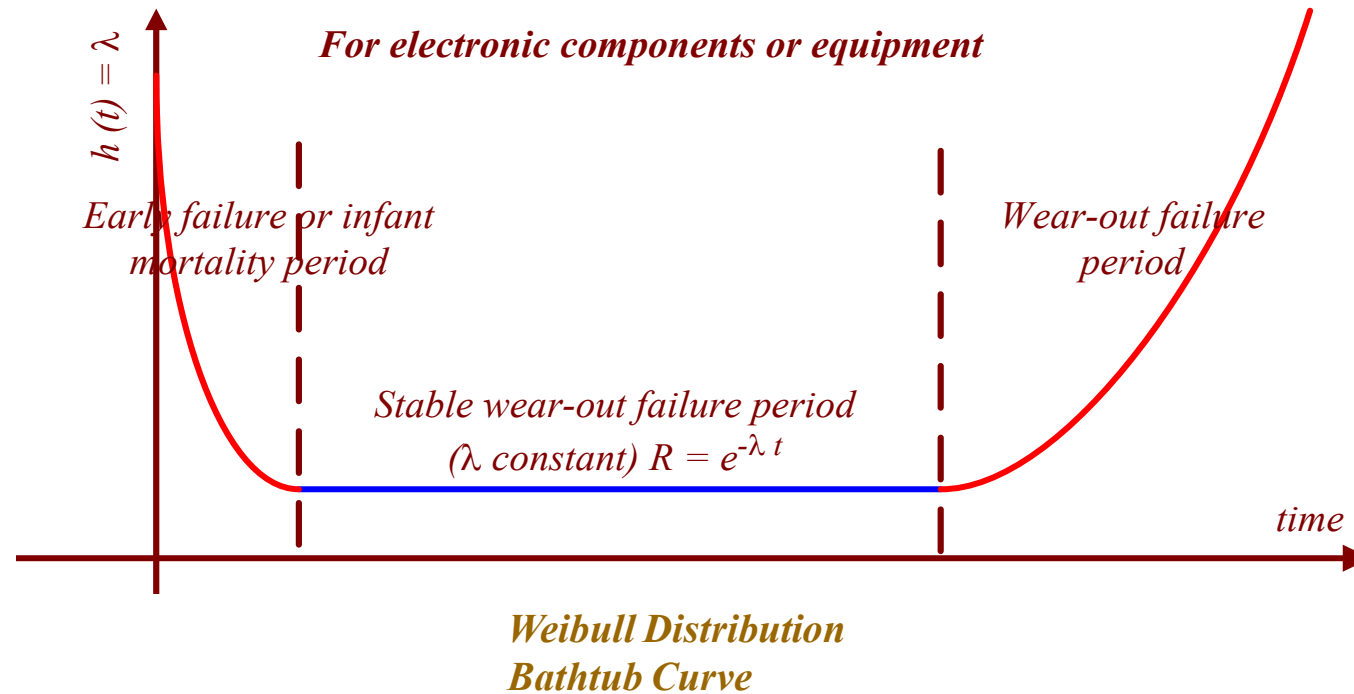 For electronic components or equipment
h (t) = λ
Early failure or infant
mortality period
Wear-out failure
period
Stable wear-out failure period
(λ constant) R = e^{-λ t}
time
Weibull Distribution
Bathtub Curve